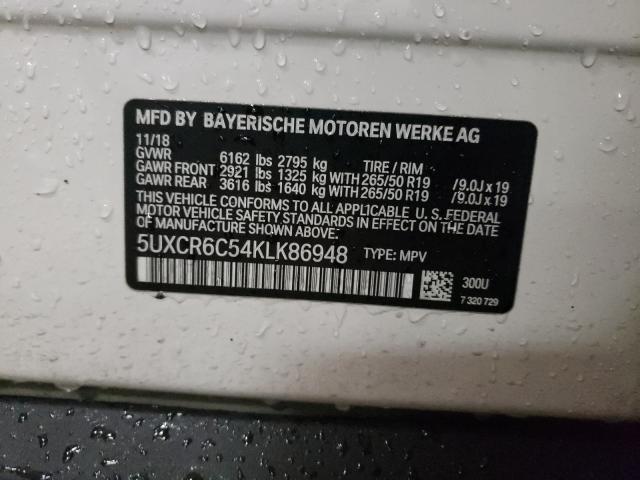 MFD BY BAYERISCHE MOTOREN WERKE AG
11/18
GVWR 6162 lbs 2795 kg TIRE / RIM
GAWR FRONT 2921 lbs 1325 kg WITH 265/50 R19 /9.0J x 19
GAWR REAR 3616 lbs 1640 kg WITH 265/50 R19 /9.0J x 19
THIS VEHICLE CONFORMS TO ALL APPLICABLE U. S. FEDERAL
MOTOR VEHICLE SAFETY STANDARDS IN EFFECT ON THE DATE
OF MANUFACTURE SHOWN ABOVE.
5UXCR6C54KLK86948 TYPE: MPV
300U
7 320 729